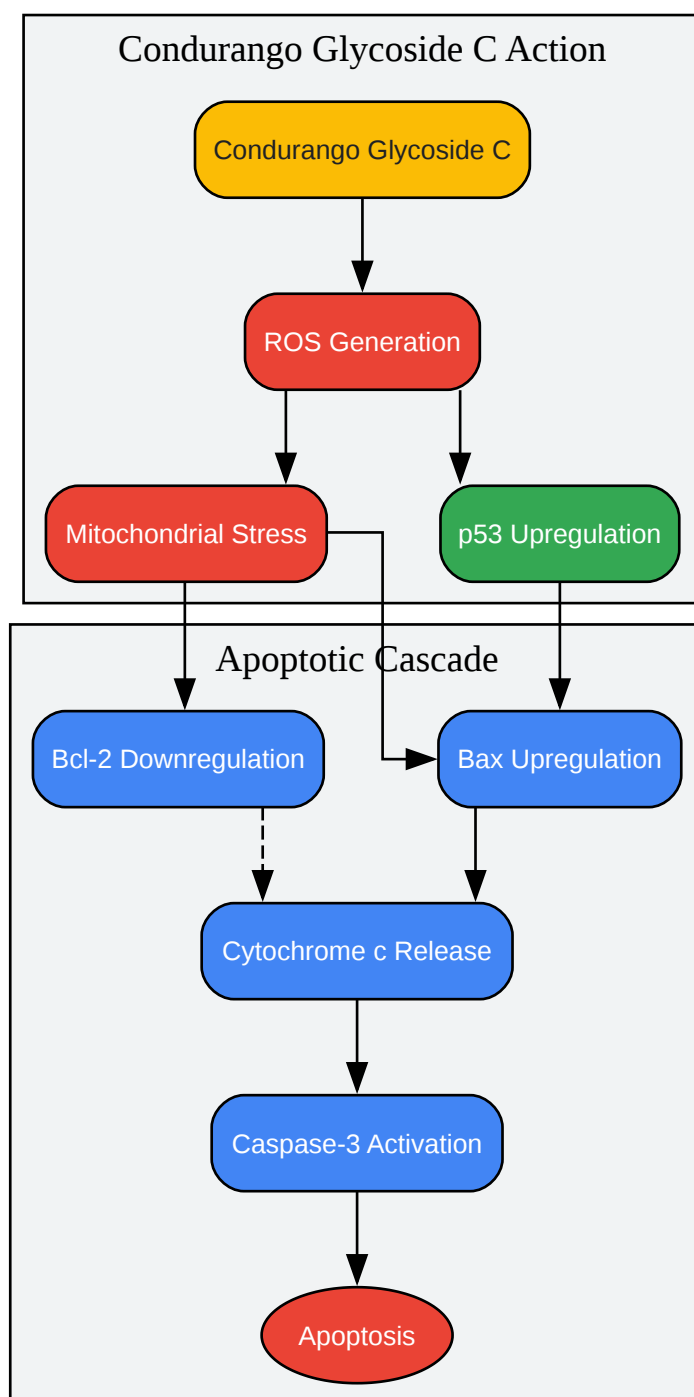 Condurango Glycoside C Action
Condurango Glycoside C
ROS Generation
Mitochondrial Stress
p53 Upregulation
Apoptotic Cascade
Bcl-2 Downregulation
Bax Upregulation
Cytochrome c Release
Caspase-3 Activation
Apoptosis